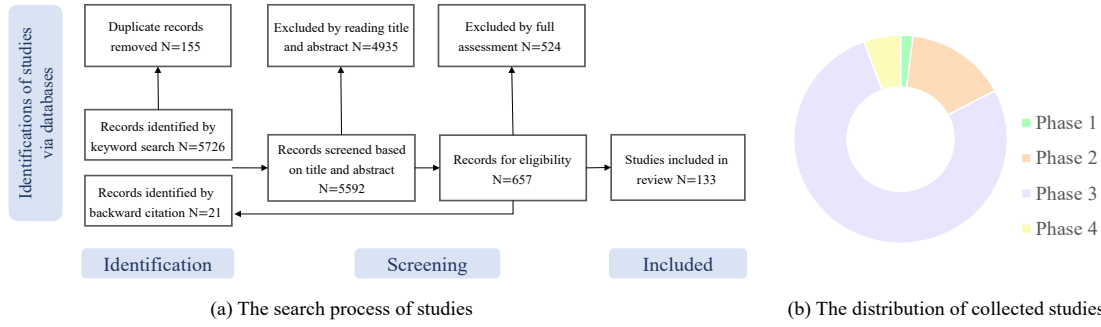 Identifications of studies
via databases
Duplicate records
removed N=155
Excluded by reading title
and abstract N=4935
Excluded by full
assessment N=524
Records identified by
keyword search N=5726
Records screened based
on title and abstract
N=5592
Records for eligibility
N=657
Studies included in
review N=133
Records identified by
backward citation N=21
Identification
Screening
Included
(a) The search process of studies
Phase 1
Phase 2
Phase 3
Phase 4
(b) The distribution of collected studies